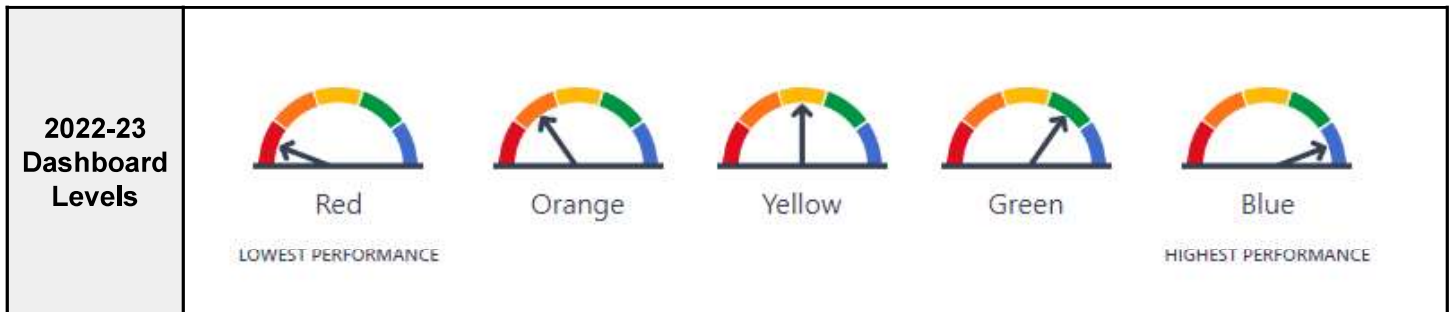 2022-23
Dashboard
Levels
Red
Orange
Yellow
Green
Blue
LOWEST PERFORMANCE
HIGHEST PERFORMANCE